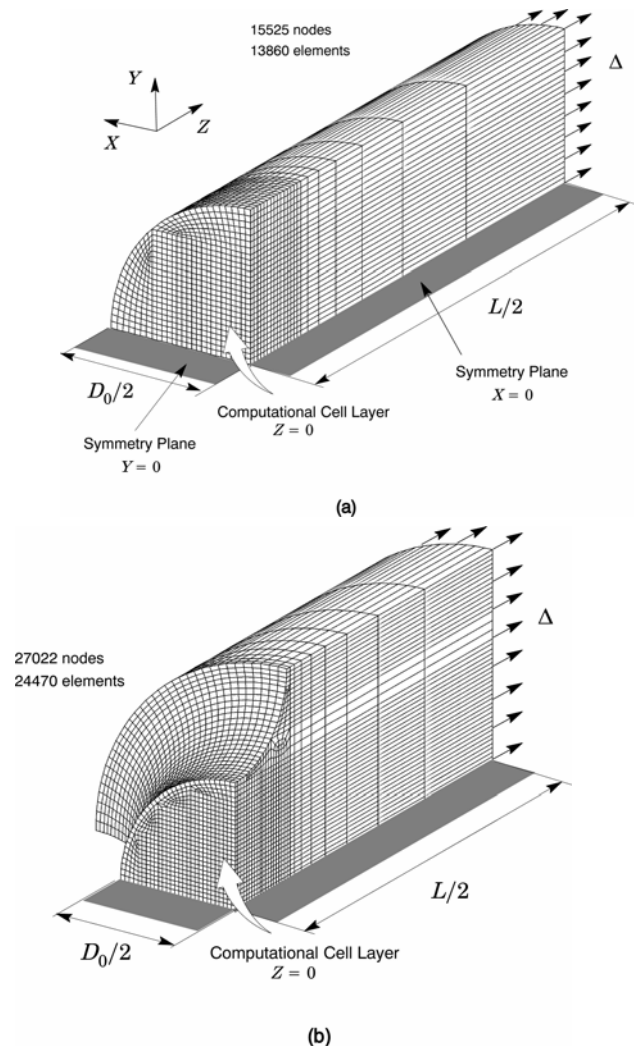 15525 nodes
13860 elements
Y
X
Z
Δ
L/2
D₀/2
Symmetry Plane
X = 0
Computational Cell Layer
Z = 0
Symmetry Plane
Y = 0
(a)
27022 nodes
24470 elements
Δ
L/2
D₀/2
Computational Cell Layer
Z = 0
(b)